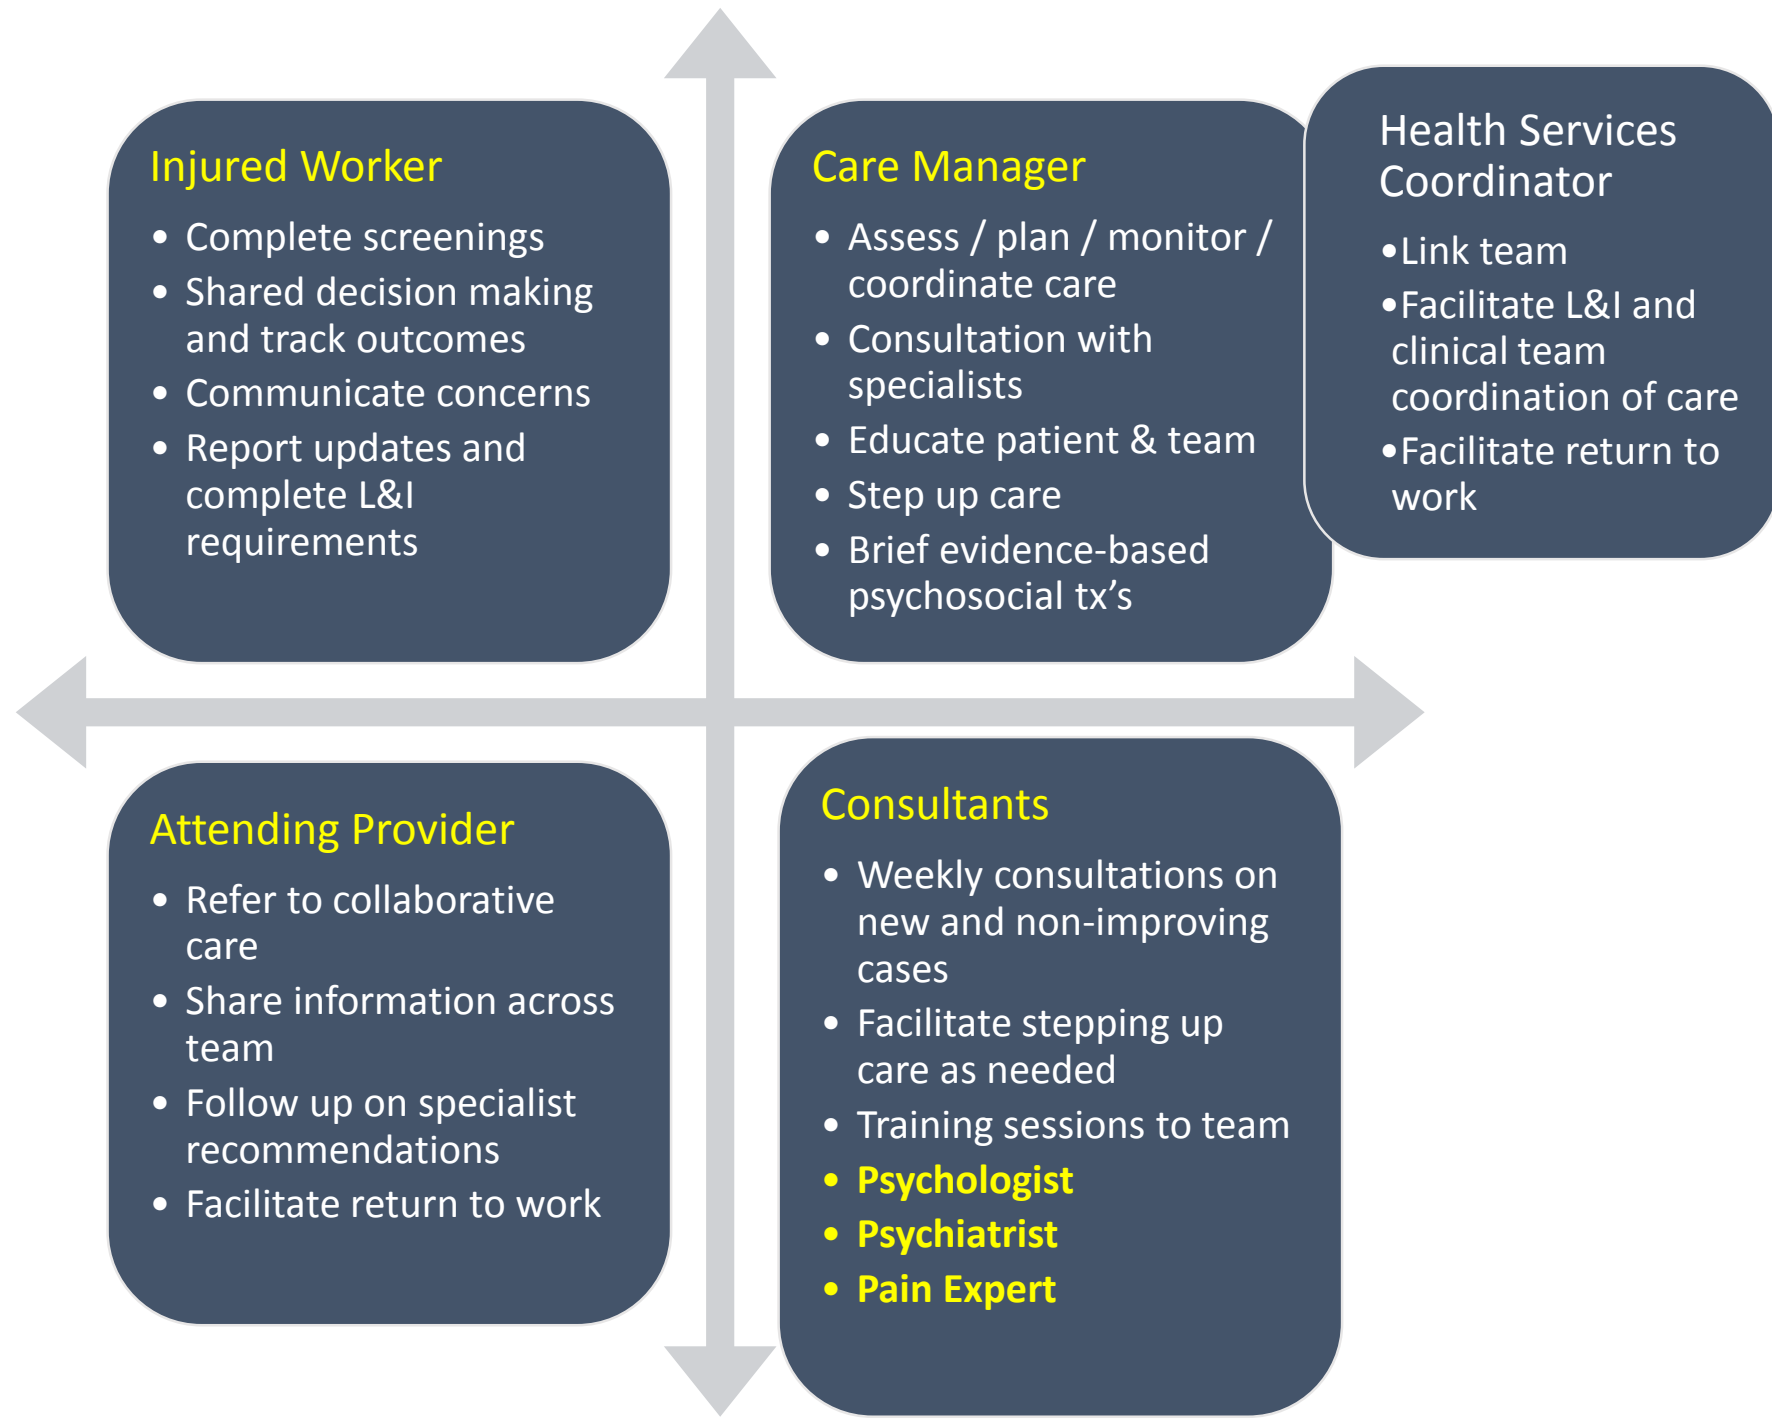 Injured Worker
• Complete screenings
• Shared decision making
and track outcomes
• Communicate concerns
• Report updates and
complete L&I
requirements
Care Manager
• Assess / plan / monitor /
coordinate care
• Consultation with
specialists
• Educate patient & team
• Step up care
• Brief evidence-based
psychosocial tx’s
Health Services
Coordinator
•Link team
•Facilitate L&I and
clinical team
coordination of care
•Facilitate return to
work
Attending Provider
• Refer to collaborative
care
• Share information across
team
• Follow up on specialist
recommendations
• Facilitate return to work
Consultants
• Weekly consultations on
new and non-improving
cases
• Facilitate stepping up
care as needed
• Training sessions to team
• Psychologist
• Psychiatrist
• Pain Expert